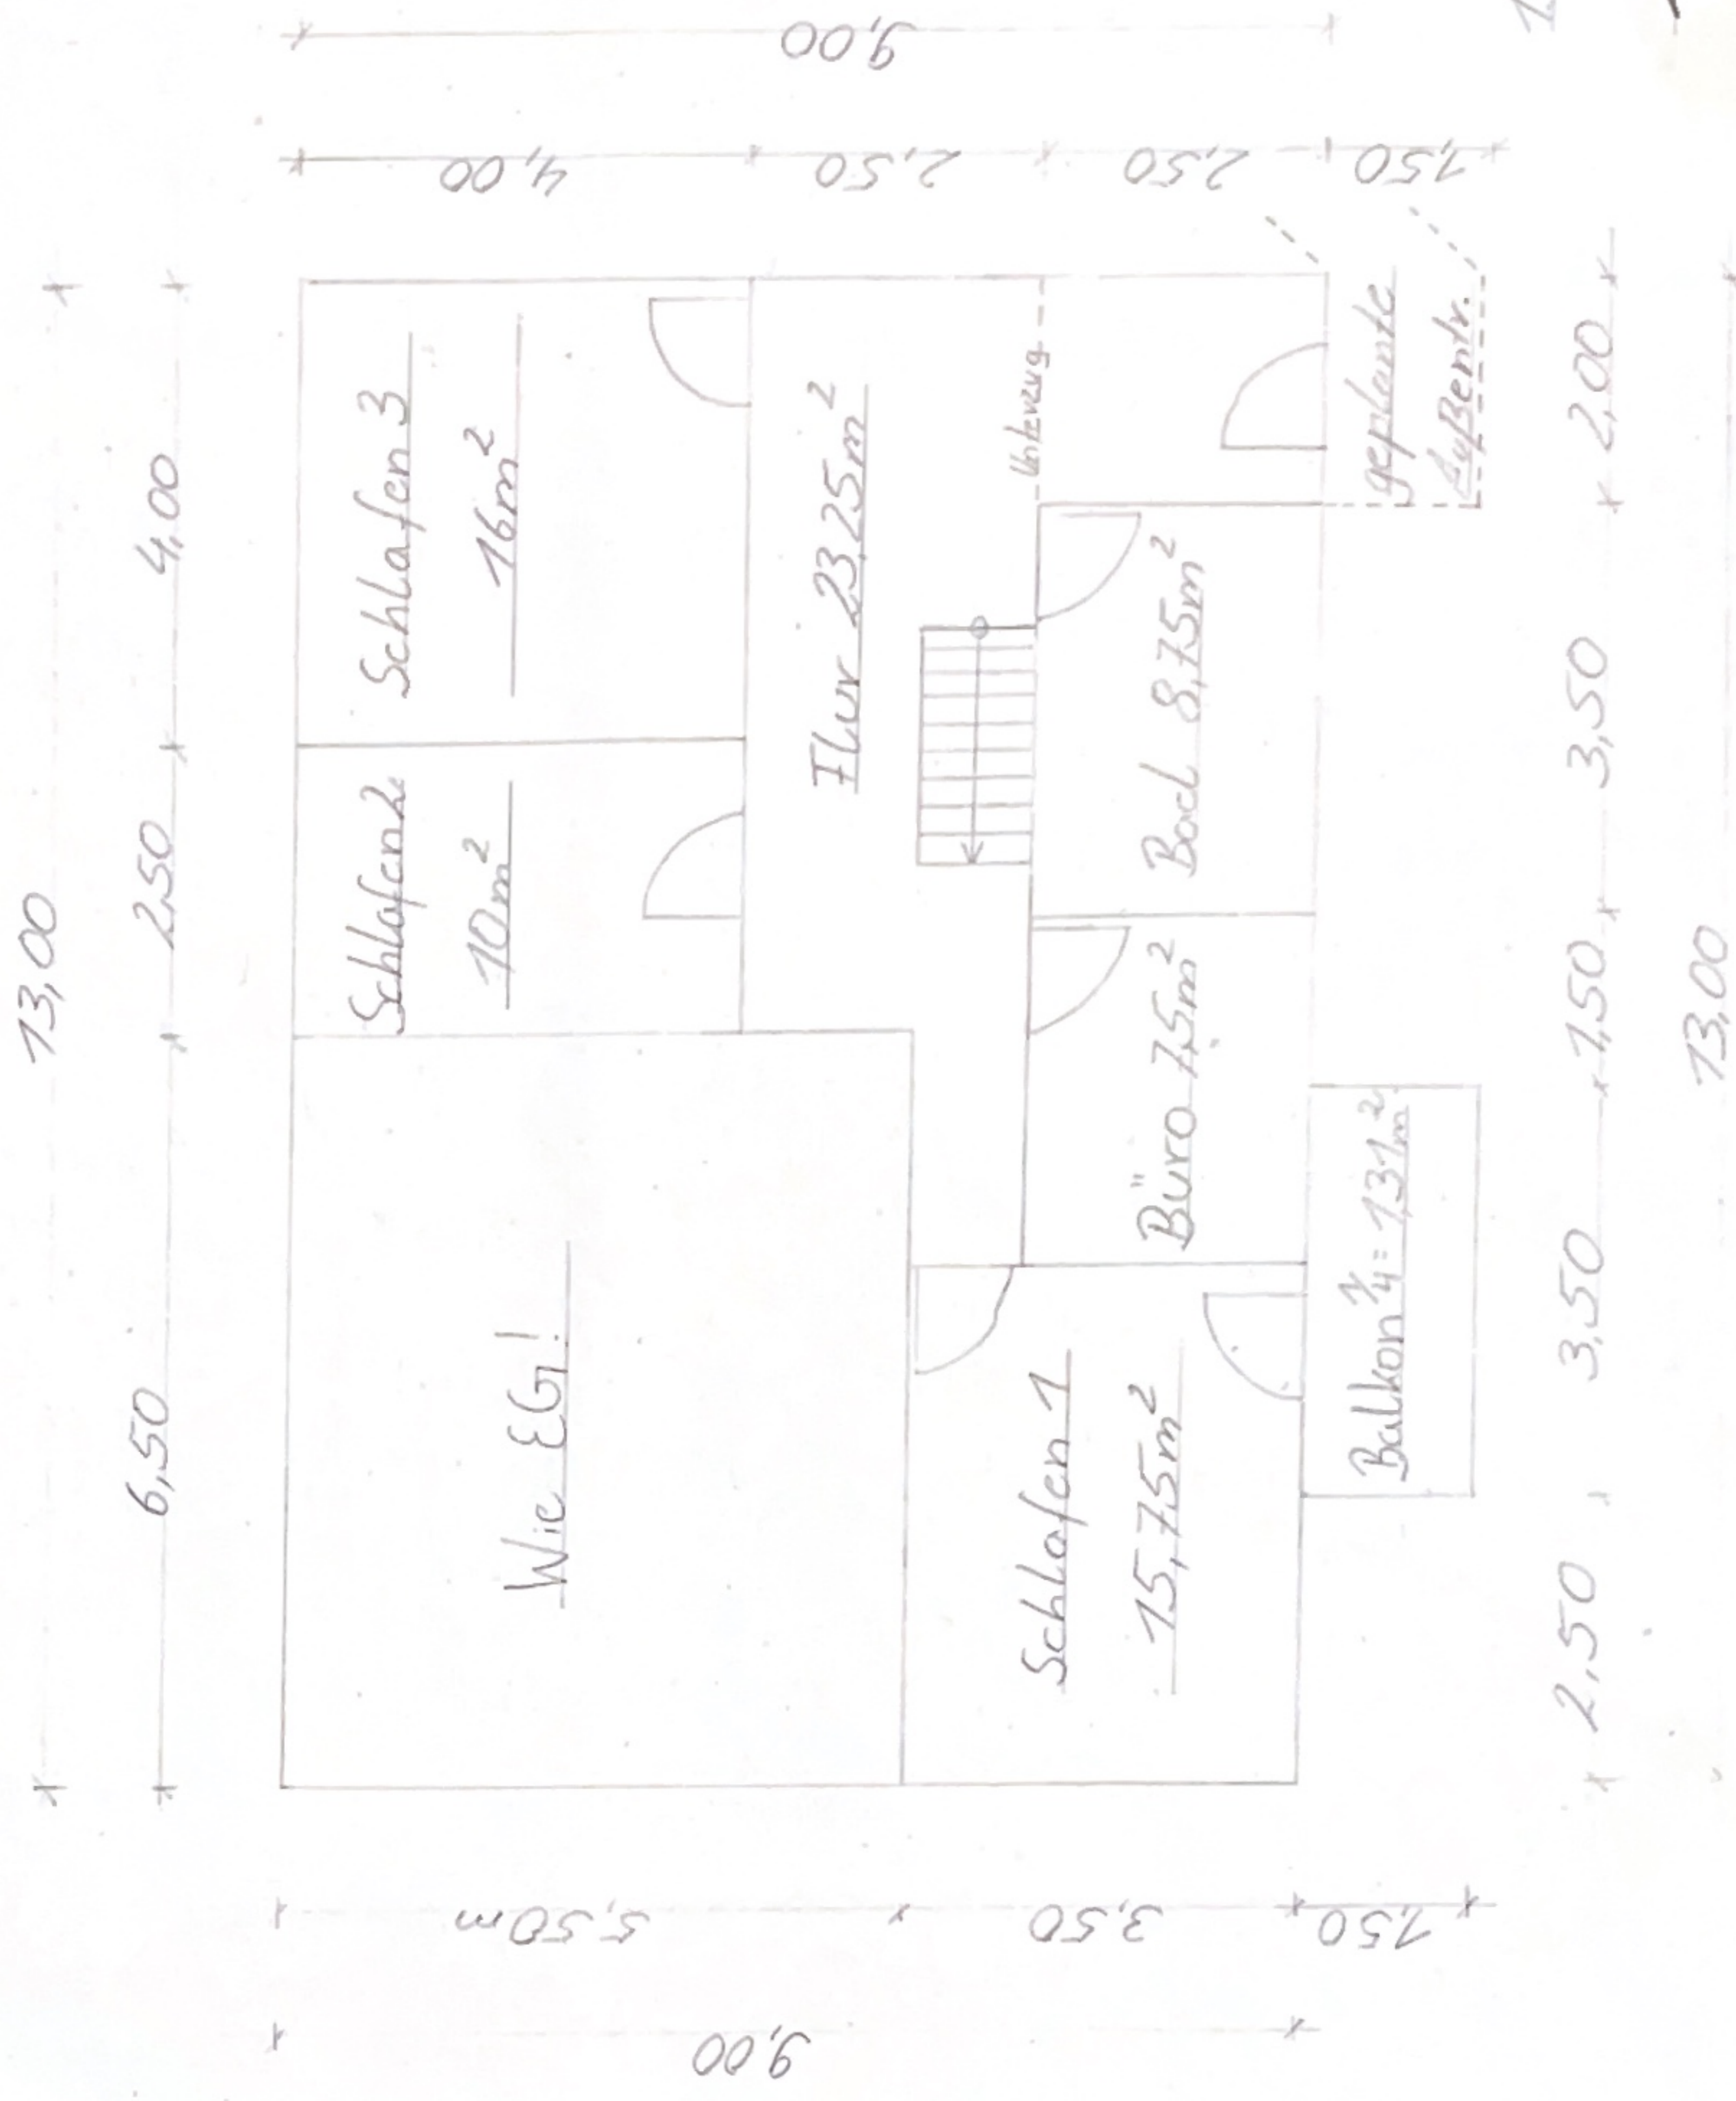 13,00
6,50
2,50
4,00
Wie EG!
Schlafen2
10m²
Schlafen 3
16m²
Flur 23,25m²
Unterzug
Schlafen 1
15,75m²
Büro 7,5m²
Bad 8,75m²
Balkon ¼ = 1,31m²
geplante
Außentr.
2,50
3,50
1,50
3,50
2,00
13,00
9,00
5,50m
3,50
1,50
4,00
2,50
2,50
1,50
9,00